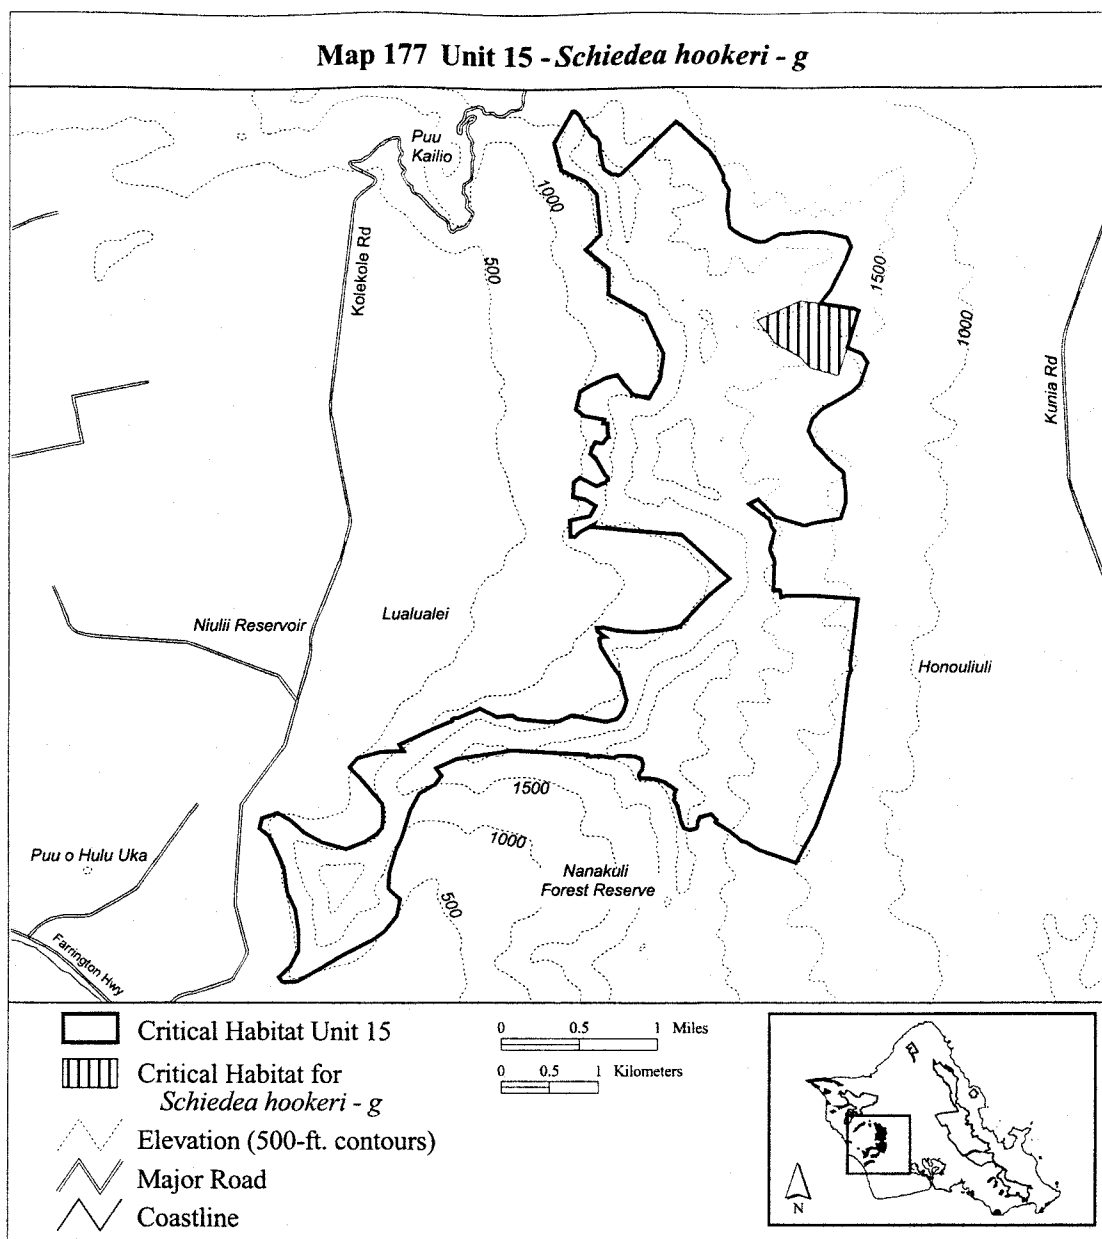 Map 177 Unit 15 - Schiedea hookeri - g
Puu
Kailio
1000
Kolekole Rd
500
1500
1000
Kunia Rd
Niulii Reservoir
Lualualei
Honouliuli
1500
1000
Puu o Hulu Uka
Nanakuli
Forest Reserve
500
Farrington Hwy
Critical Habitat Unit 15
Critical Habitat for
Schiedea hookeri - g
Elevation (500-ft. contours)
Major Road
Coastline
0 0.5 1 Miles
0 0.5 1 Kilometers
N